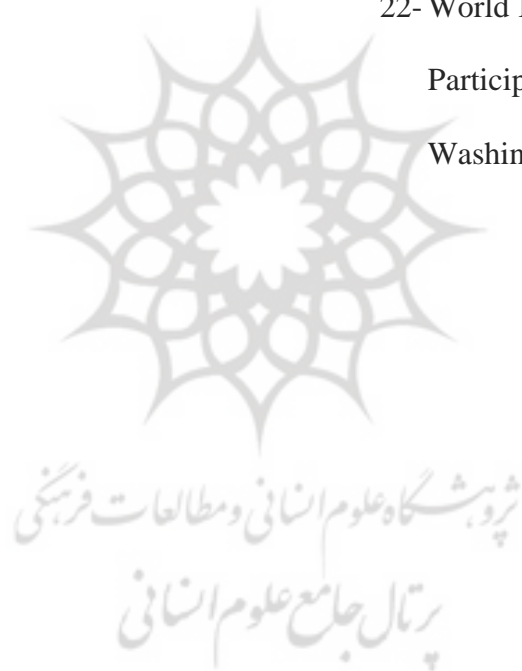 22- World
Particip
Washin
پژوهشگاه علوم انسانی و مطالعات فرهنگی
پرتال جامع علوم انسانی